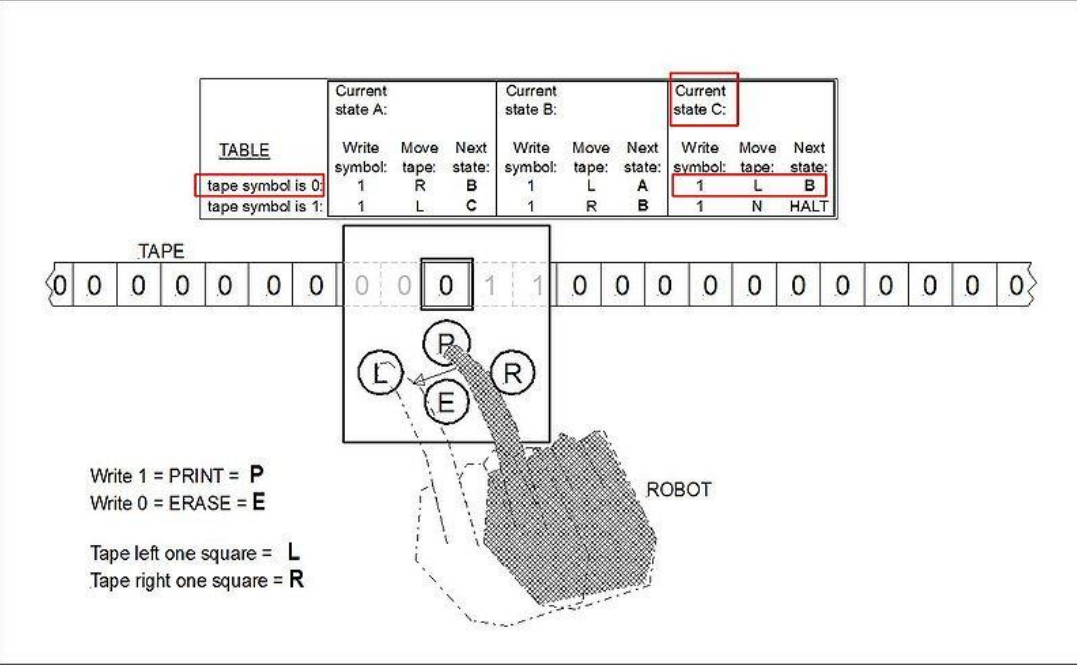 Current state A: Current state B: Current state C:
TABLE Write symbol: Move tape: Next state: Write symbol: Move tape: Next state: Write symbol: Move tape: Next state:
tape symbol is 0: 1 R B 1 L A 1 L B
tape symbol is 1: 1 L C 1 R B 1 N HALT
TAPE
0 0 0 0 0 0 0 0 0 0 1 1 0 0 0 0 0 0 0 0 0 0 0
P
L R
E
Write 1 = PRINT = P
Write 0 = ERASE = E
ROBOT
Tape left one square = L
Tape right one square = R